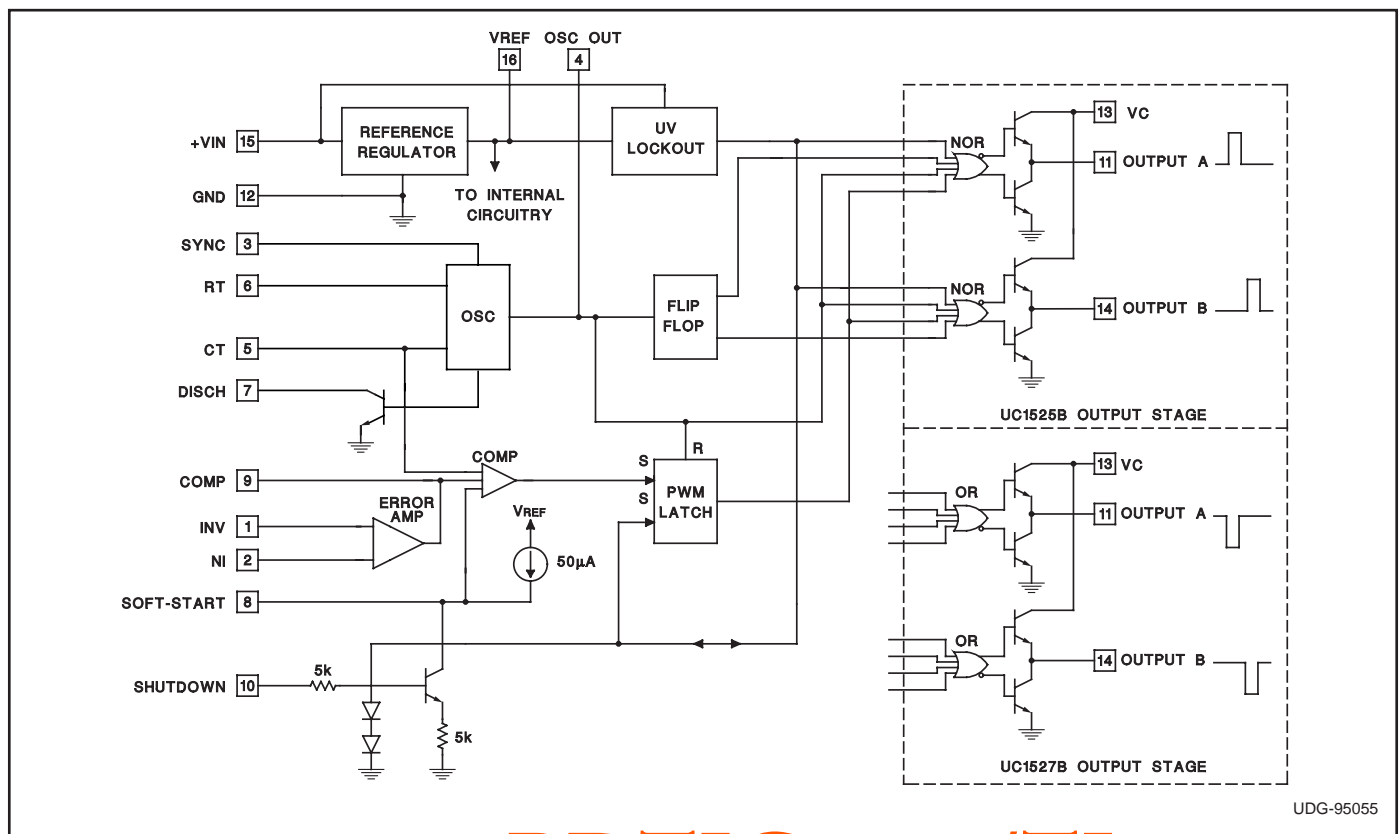 VREF OSC OUT
16 4
+VIN 15
REFERENCE
REGULATOR
UV
LOCKOUT
GND 12
TO INTERNAL
CIRCUITRY
SYNC 3
RT 6
OSC
FLIP
FLOP
CT 5
DISCH 7
COMP
COMP 9
ERROR
AMP
INV 1
NI 2
VREF
50µA
S
S
R
PWM
LATCH
SOFT-START 8
5k
SHUTDOWN 10
5k
NOR
13 VC
11 OUTPUT A
NOR
14 OUTPUT B
UC1525B OUTPUT STAGE
13 VC
OR
11 OUTPUT A
OR
14 OUTPUT B
UC1527B OUTPUT STAGE
UDG-95055